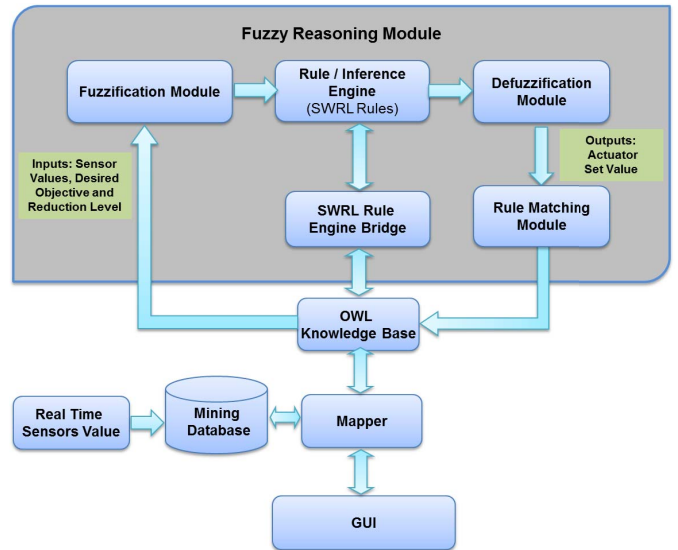 Fuzzy Reasoning Module
Fuzzification Module
Rule / Inference
Engine
(SWRL Rules)
Defuzzification
Module
Inputs: Sensor
Values, Desired
Objective and
Reduction Level
Outputs:
Actuator
Set Value
SWRL Rule
Engine Bridge
Rule Matching
Module
OWL
Knowledge Base
Real Time
Sensors Value
Mining
Database
Mapper
GUI